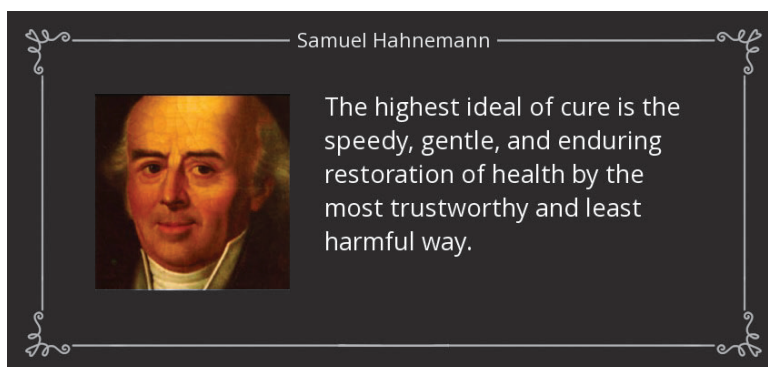 Samuel Hahnemann
The highest ideal of cure is the
speedy, gentle, and enduring
restoration of health by the
most trustworthy and least
harmful way.